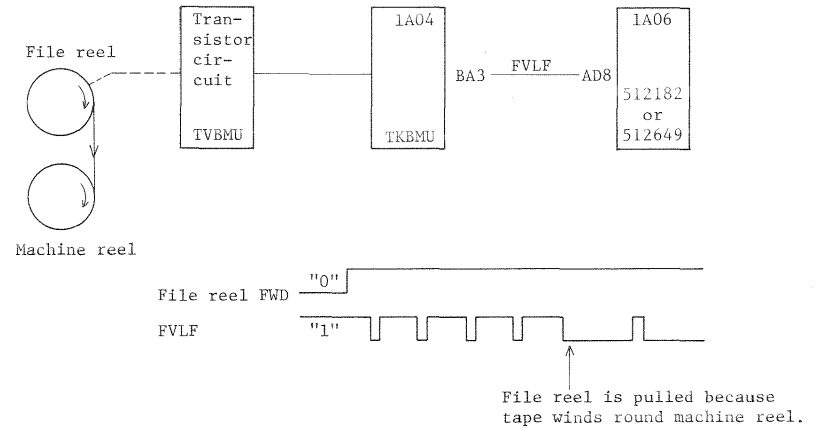 File reel
Machine reel
Tran-
sistor
cir-
cuit
TVBMU
1A04
TKBMU
BA3
FVLF
AD8
1A06
512182
or
512649
File reel FWD
"0"
FVLF
"1"
File reel is pulled because
tape winds round machine reel.